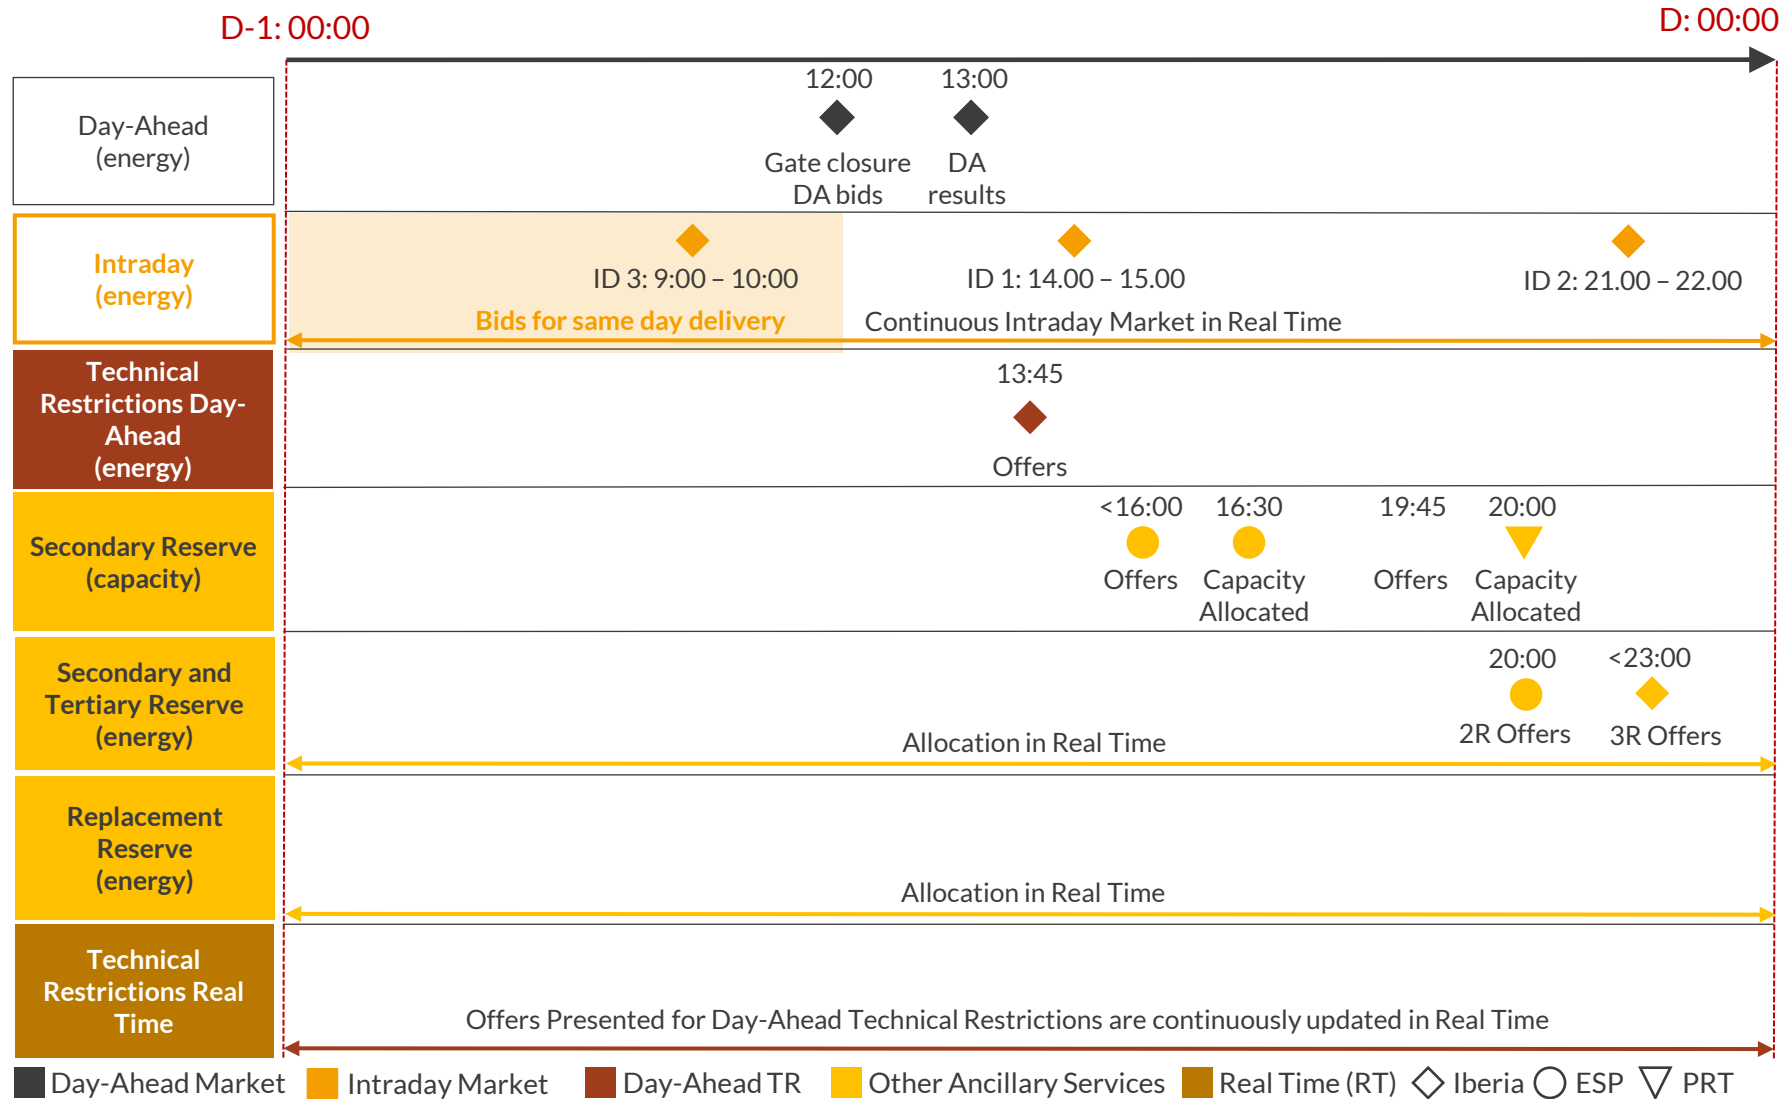 D-1: 00:00
D: 00:00
12:00
13:00
Day-Ahead
(energy)
Gate closure
DA bids
DA
results
Intraday
(energy)
ID 3: 9:00 – 10:00
ID 1: 14.00 – 15.00
ID 2: 21.00 – 22.00
Bids for same day delivery
Continuous Intraday Market in Real Time
Technical
Restrictions Day-
Ahead
(energy)
13:45
Offers
Secondary Reserve
(capacity)
<16:00
16:30
19:45
20:00
Offers
Capacity
Allocated
Offers
Capacity
Allocated
Secondary and
Tertiary Reserve
(energy)
20:00
<23:00
2R Offers
3R Offers
Allocation in Real Time
Replacement
Reserve
(energy)
Allocation in Real Time
Technical
Restrictions Real
Time
Offers Presented for Day-Ahead Technical Restrictions are continuously updated in Real Time
Day-Ahead Market
Intraday Market
Day-Ahead TR
Other Ancillary Services
Real Time (RT)
Iberia
ESP
PRT